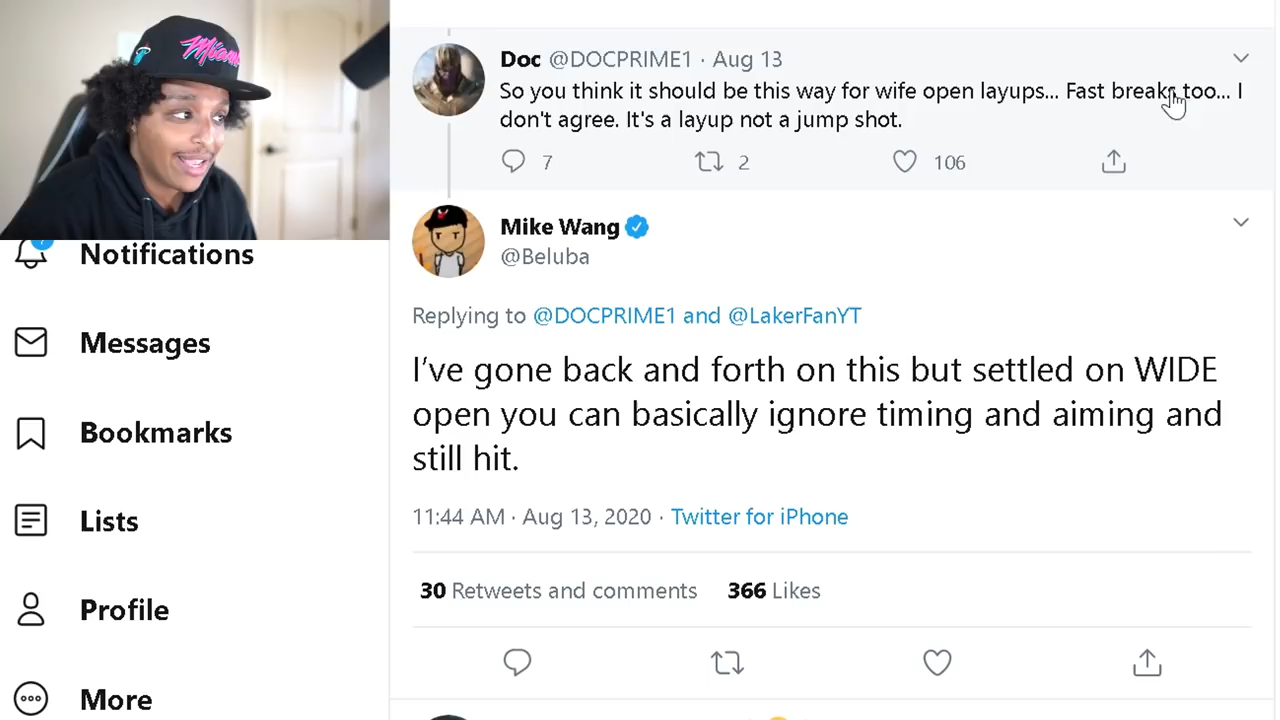 Miami
Doc @DOCPRIME1 · Aug 13
So you think it should be this way for wife open layups... Fast breaks too... I
don't agree. It's a layup not a jump shot.
7 2 106
Mike Wang
@Beluba
Replying to @DOCPRIME1 and @LakerFanYT
I've gone back and forth on this but settled on WIDE
open you can basically ignore timing and aiming and
still hit.
11:44 AM · Aug 13, 2020 · Twitter for iPhone
30 Retweets and comments 366 Likes
Notifications
Messages
Bookmarks
Lists
Profile
More